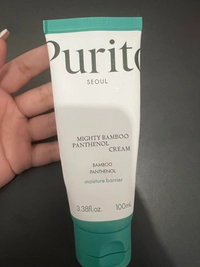 Purito
SEOUL
MIGHTY BAMBOO
PANTHENOL
CREAM
BAMBOO
PANTHENOL
moisture barrier
3.38fl.oz. 100mL